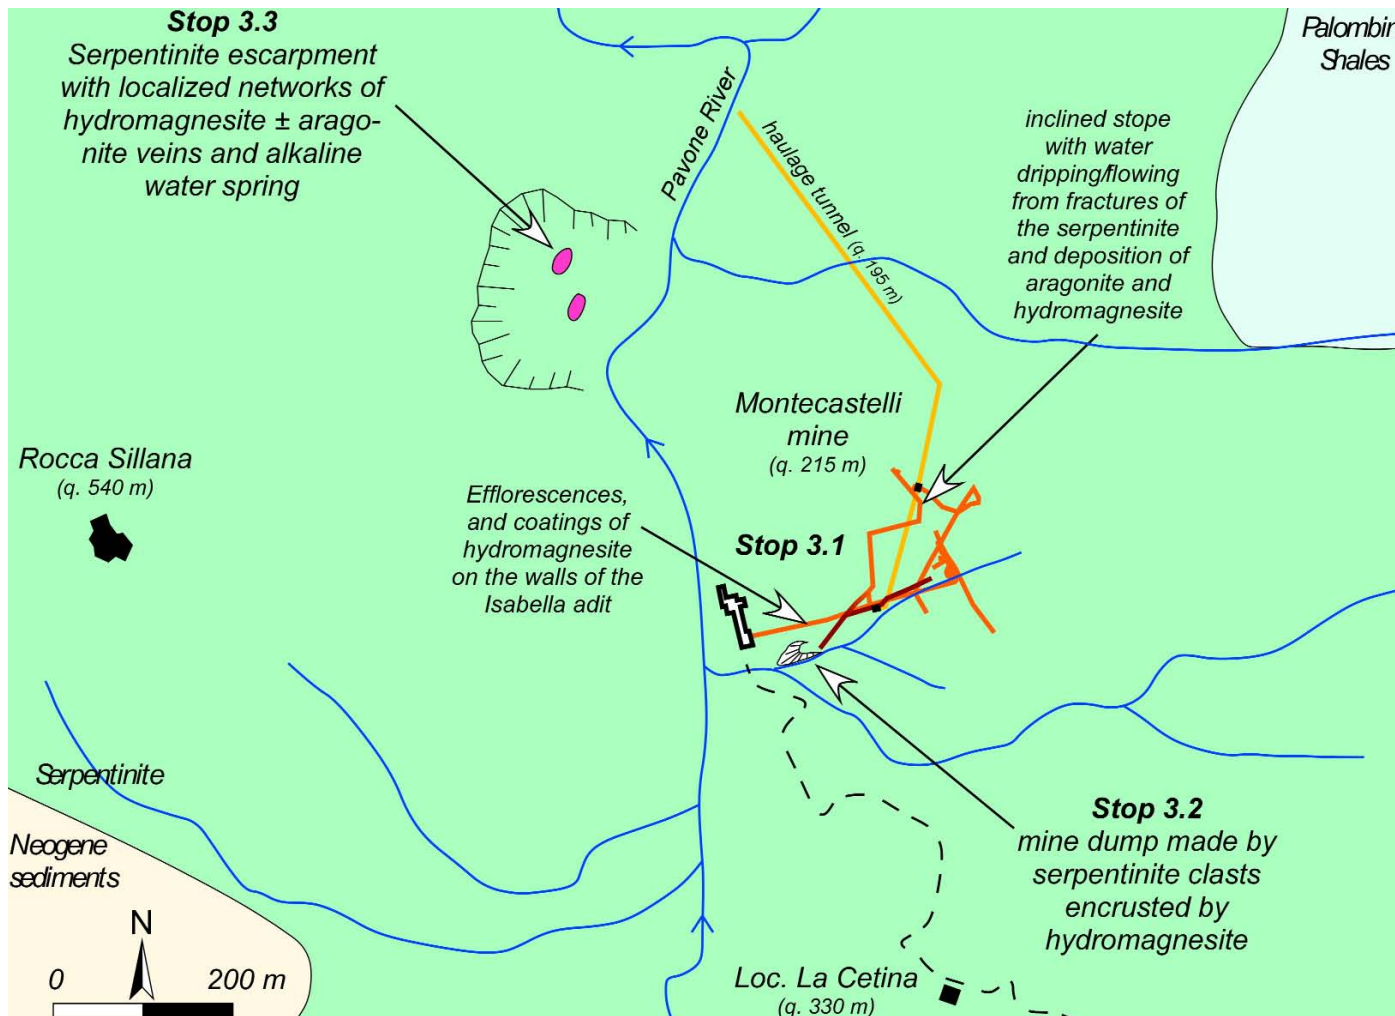 Stop 3.3
Serpentinite escarpment
with localized networks of
hydromagnesite ± arago-
nite veins and alkaline
water spring
Palombin
Shales
Pavone River
haulage tunnel (q. 195 m)
inclined stope
with water
dripping/flowing
from fractures of
the serpentinite
and deposition of
aragonite and
hydromagnesite
Montecastelli
mine
(q. 215 m)
Rocca Sillana
(q. 540 m)
Efflorescences,
and coatings of
hydromagnesite
on the walls of the
Isabella adit
Stop 3.1
Serpentinite
Neogene
sediments
Stop 3.2
mine dump made by
serpentinite clasts
encrusted by
hydromagnesite
N
0 200 m
Loc. La Cetina
(q. 330 m)